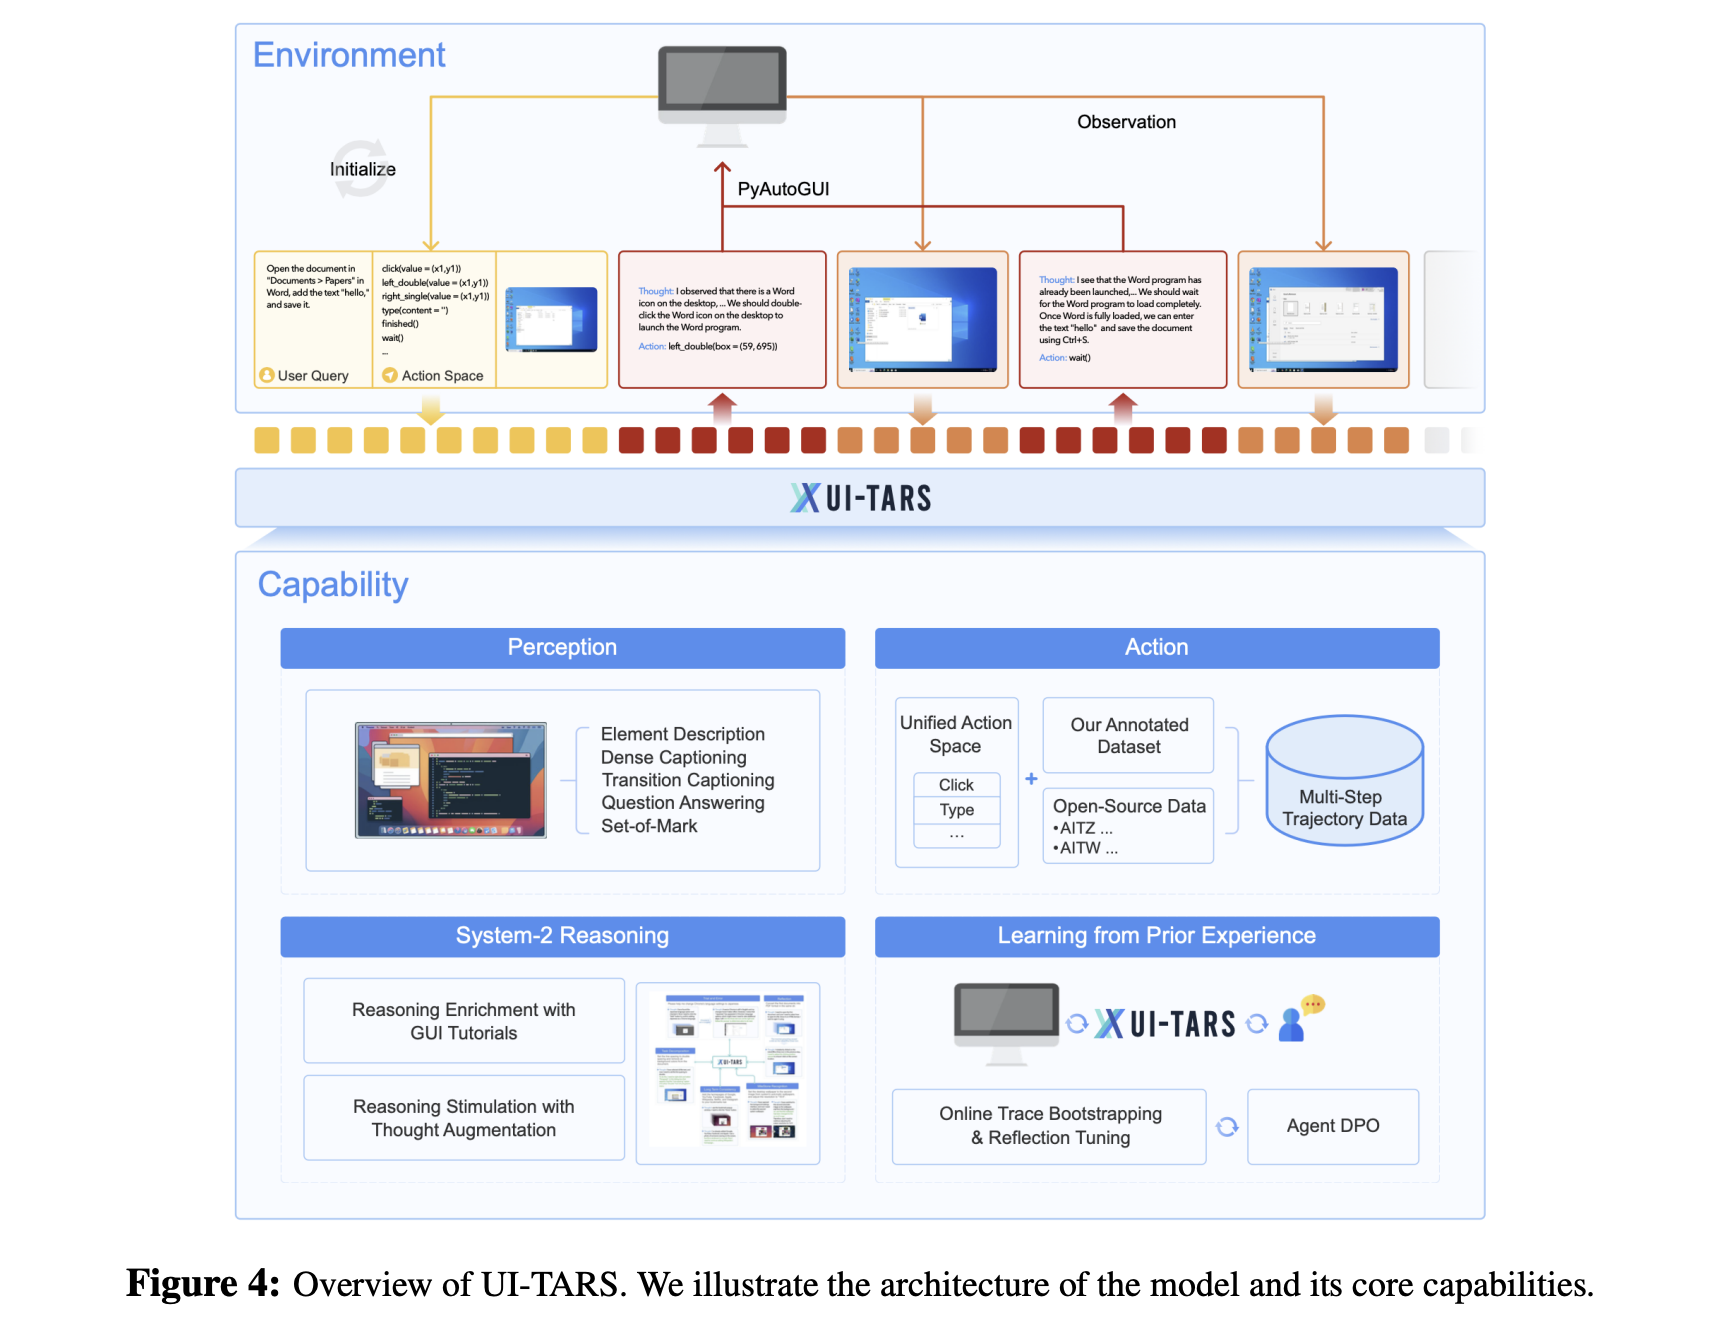 Environment
Observation
Initialize
PyAutoGUI
Open the document in
"Documents > Papers" in
Word, add the text "hello,"
and save it.
User Query
click(value = (x1,y1))
left_double(value = (x1,y1))
right_single(value = (x1,y1))
type(content = '')
finished()
wait()
...
Action Space
Thought: I observed that there is a Word
icon on the desktop, ... We should double-
click the Word icon on the desktop to
launch the Word program.
Action: left_double(box = (59, 695))
Thought: I see that the Word program has
already been launched,... We should wait
for the Word program to load completely.
Once Word is fully loaded, we can enter
the text "hello" and save the document
using Ctrl+S.
Action: wait()
UI-TARS
Capability
Perception
Element Description
Dense Captioning
Transition Captioning
Question Answering
Set-of-Mark
Action
Unified Action
Space
Click
Type
...
+
Our Annotated
Dataset
Open-Source Data
•AITZ ...
•AITW ...
Multi-Step
Trajectory Data
System-2 Reasoning
Reasoning Enrichment with
GUI Tutorials
Reasoning Stimulation with
Thought Augmentation
UI-TARS
Learning from Prior Experience
UI-TARS
Online Trace Bootstrapping
& Reflection Tuning
Agent DPO
Figure 4: Overview of UI-TARS. We illustrate the architecture of the model and its core capabilities.